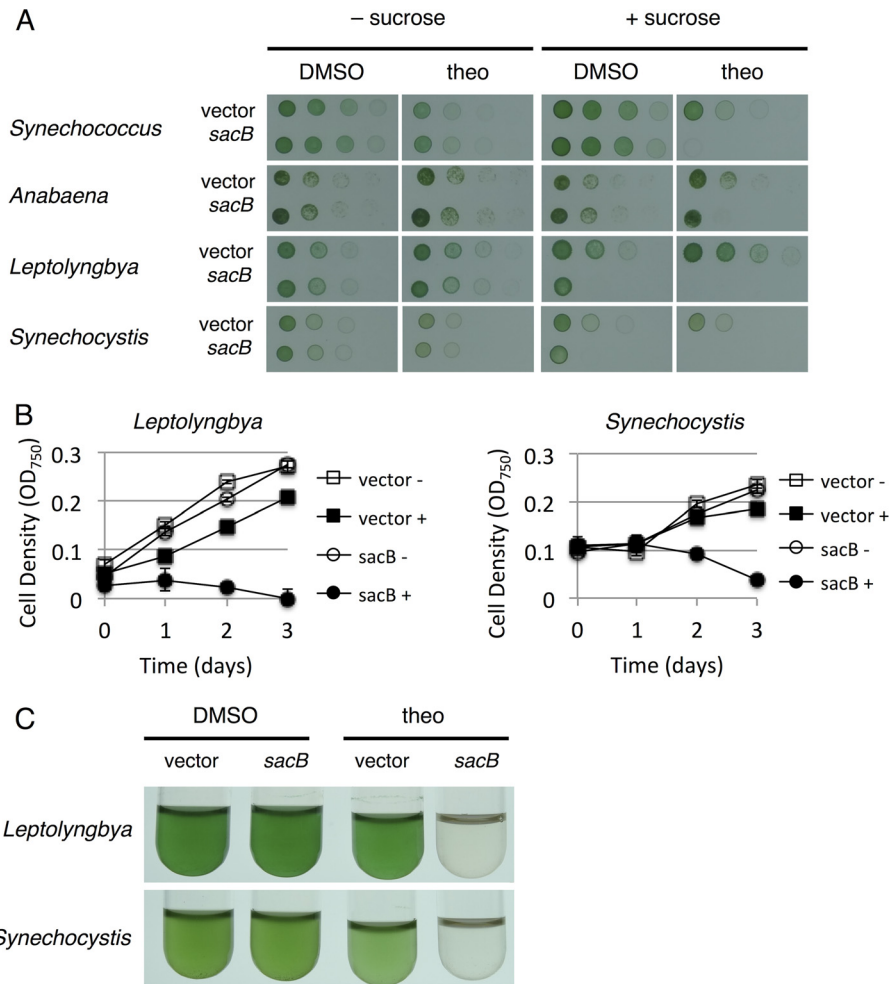 A
– sucrose
+ sucrose
DMSO
theo
DMSO
theo
Synechococcus
vector
sacB
Anabaena
vector
sacB
Leptolyngbya
vector
sacB
Synechocystis
vector
sacB
B
Leptolyngbya
Cell Density (OD750)
0.3
0.2
0.1
0
0 1 2 3
Time (days)
vector -
vector +
sacB -
sacB +
Synechocystis
Cell Density (OD750)
0.3
0.2
0.1
0
0 1 2 3
Time (days)
vector -
vector +
sacB -
sacB +
C
DMSO
theo
vector
sacB
vector
sacB
Leptolyngbya
Synechocystis